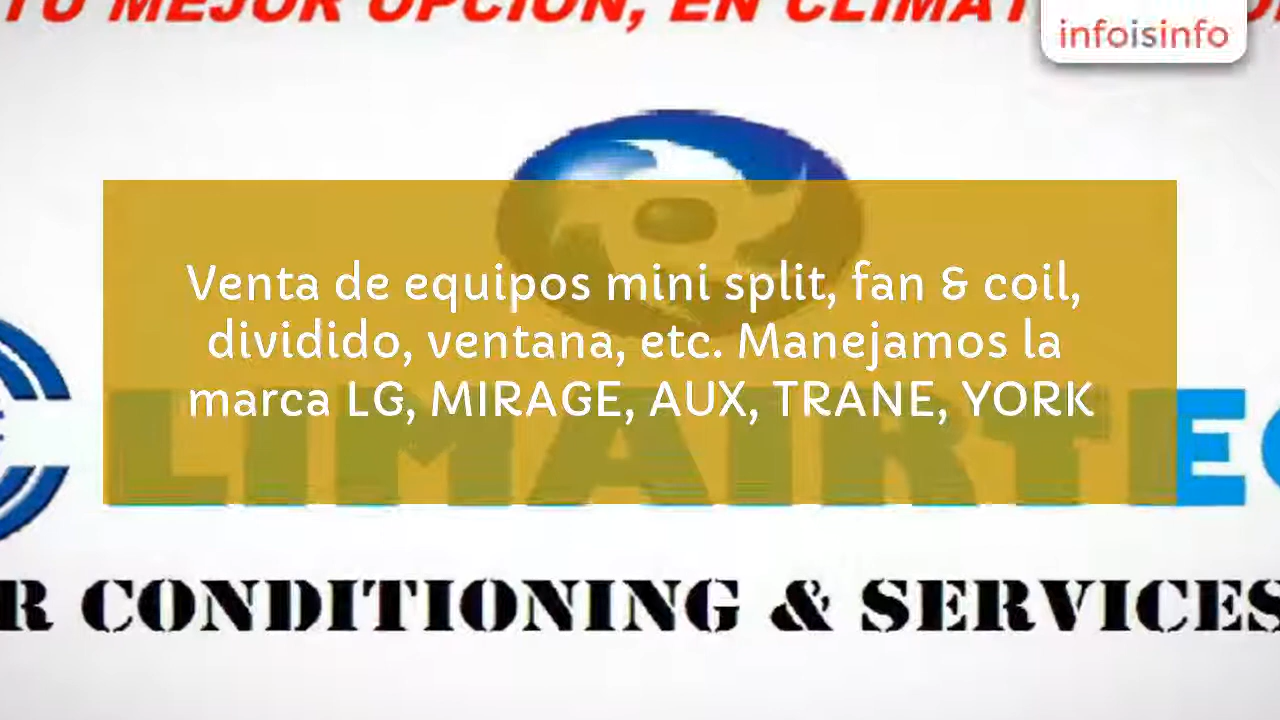 TU MEJOR OPCION, EN CLIMAT
infoisinfo
Venta de equipos mini split, fan & coil,
dividido, ventana, etc. Manejamos la
marca LG, MIRAGE, AUX, TRANE, YORK
LIMAIRTEC
R CONDITIONING & SERVICES